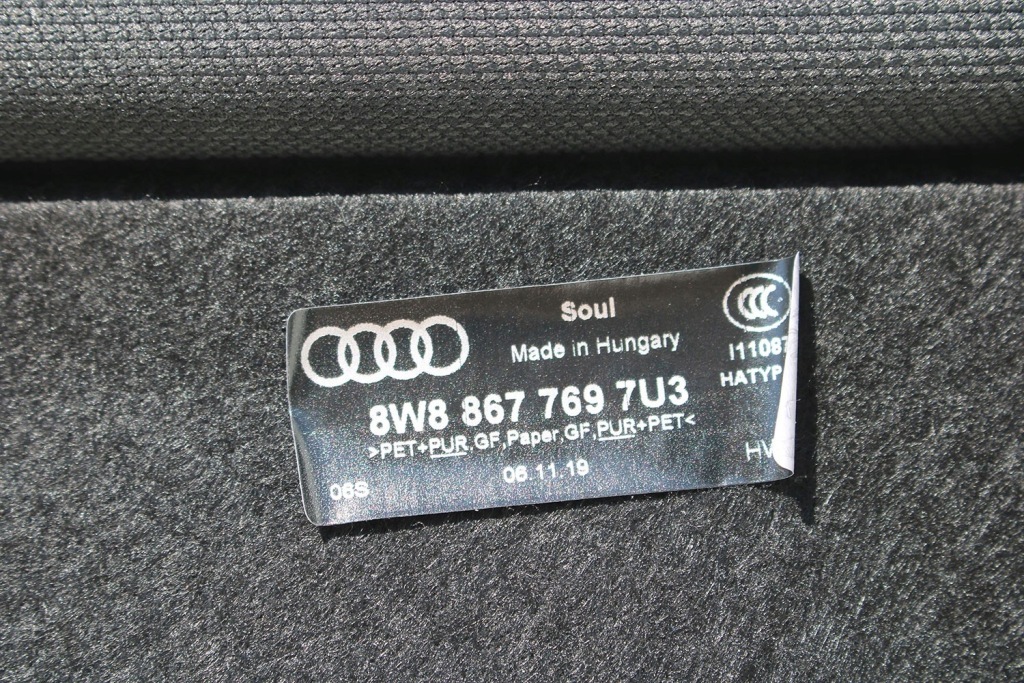 Soul
Made in Hungary
CCC
I11087
HATYP
8W8 867 769 7U3
>PET+PUR.GF,Paper,GF,PUR+PET<
06.11.19
06S
HV